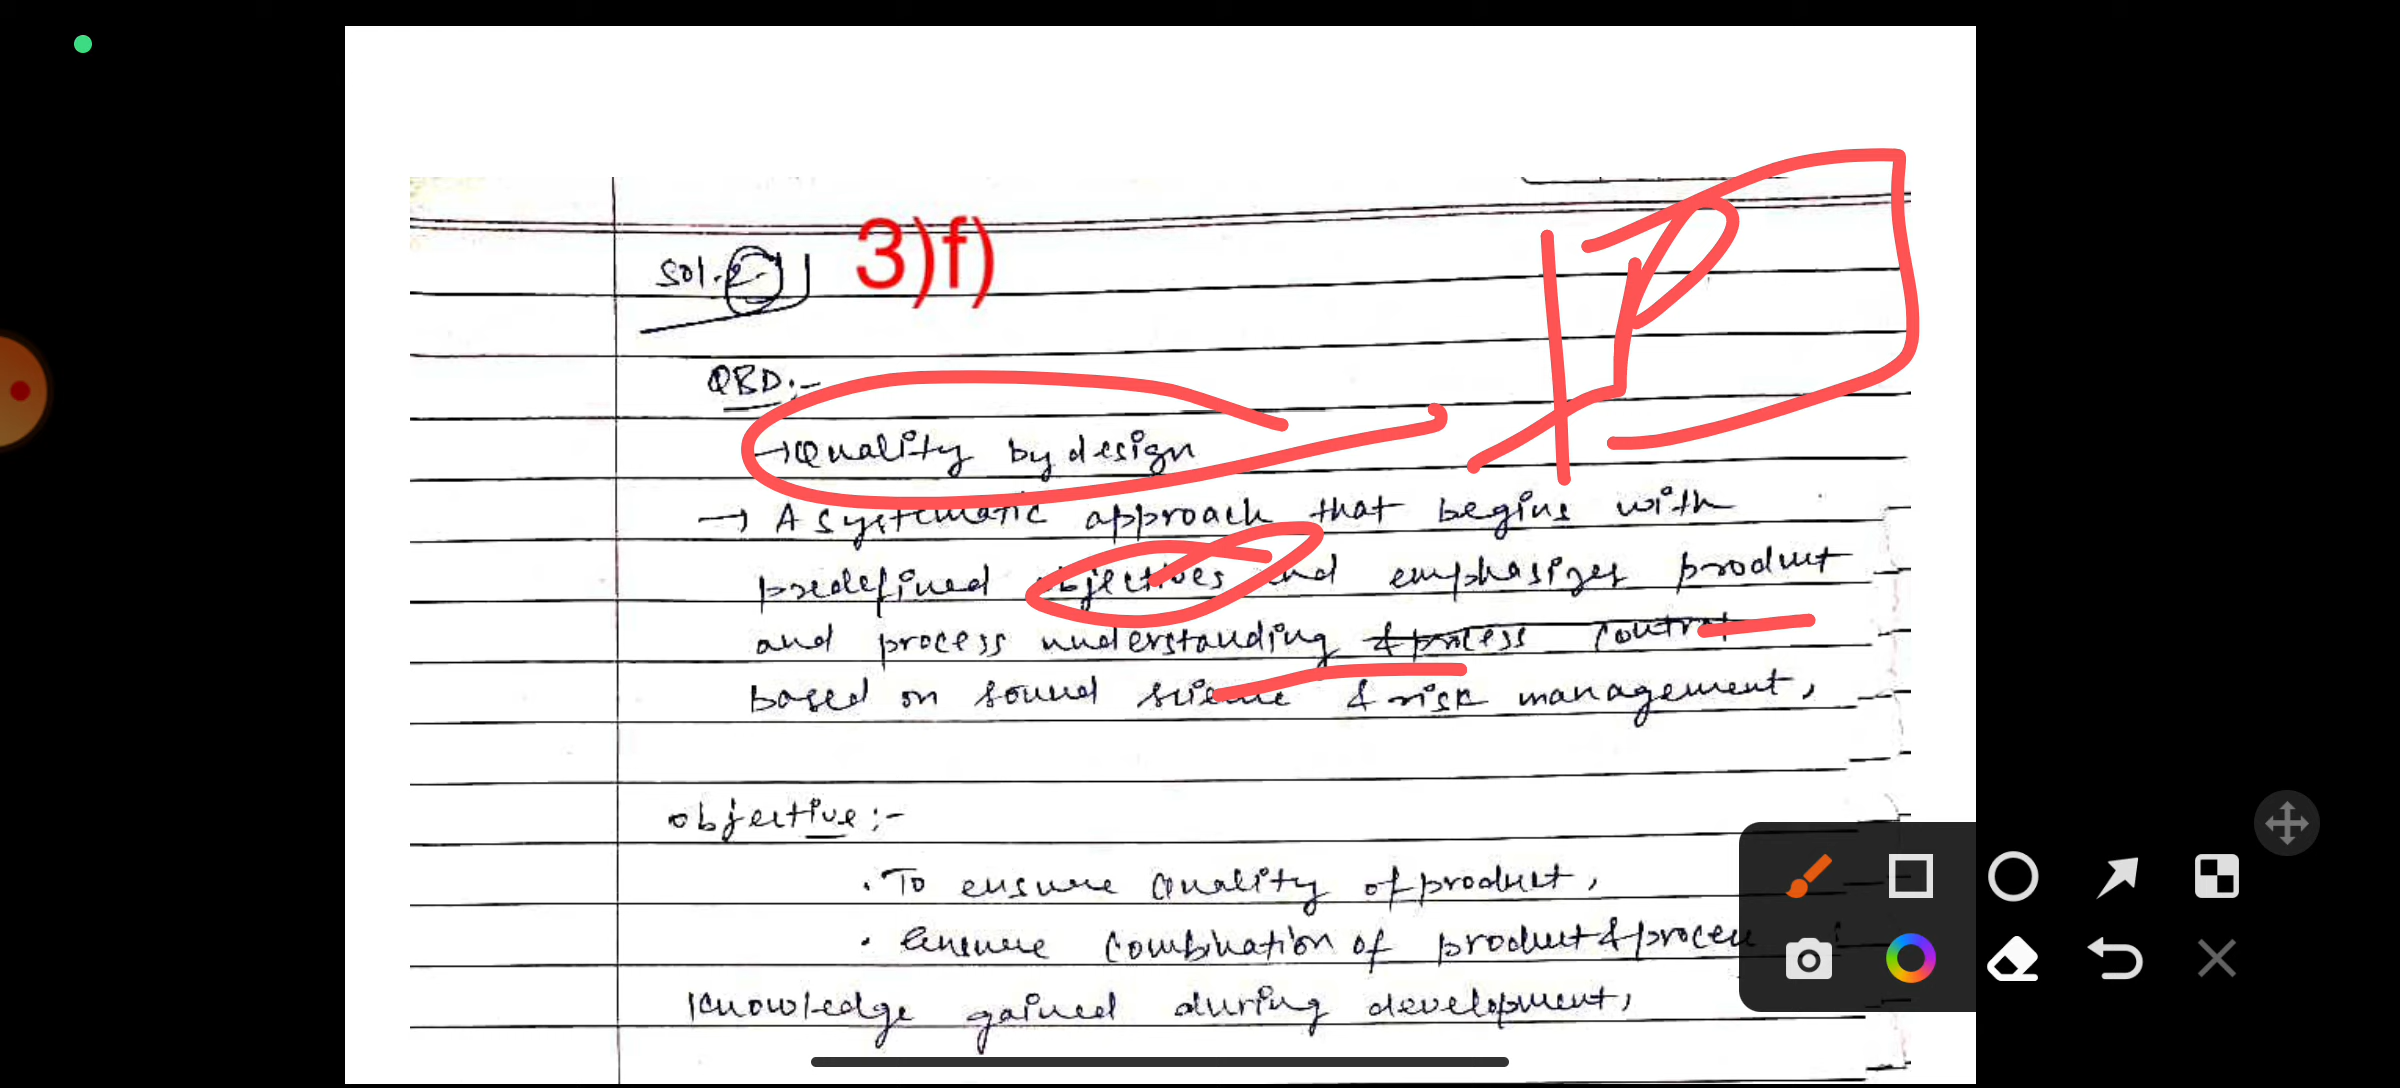 Sol. 2
3)f)
IP
QBD:-
→ Quality by design
→ A systematic approach that begins with
predefined objectives and emphasizes product
and process understanding & process control
based on sound science & risk management,
objective :-
. To ensure quality of product,
. Ensure combination of product & process
knowledge gained during development,